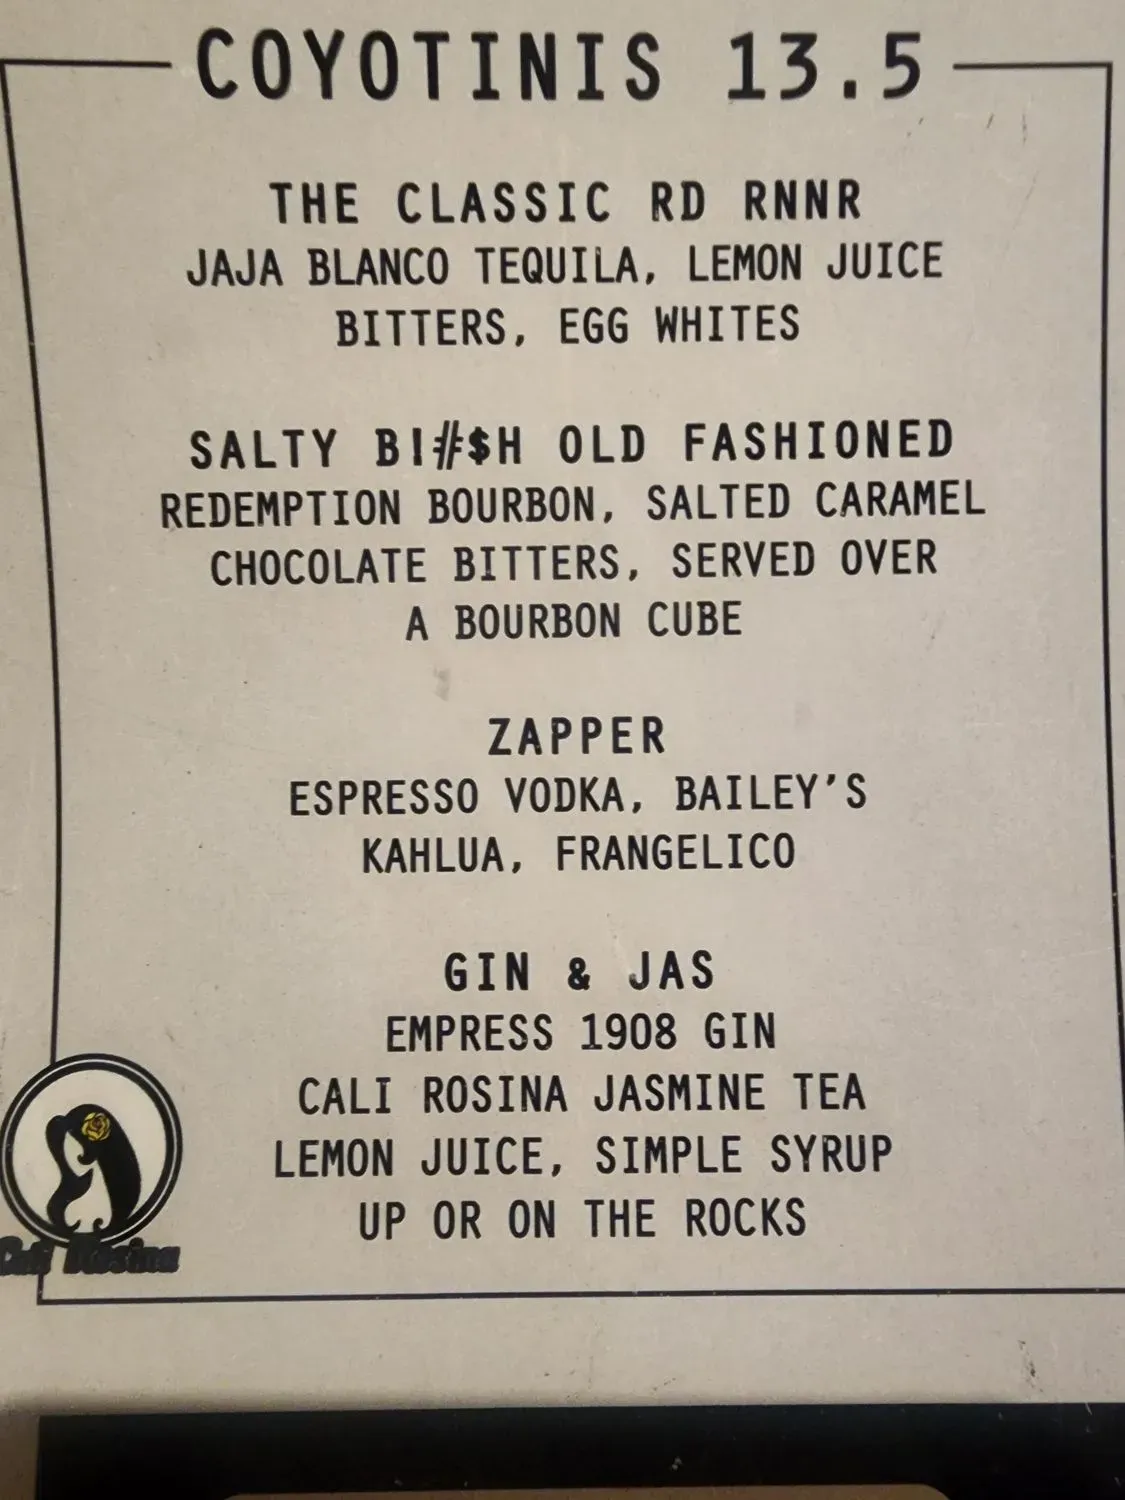 COYOTINIS 13.5
THE CLASSIC RD RNNR
JAJA BLANCO TEQUILA, LEMON JUICE
BITTERS, EGG WHITES
SALTY B!#$H OLD FASHIONED
REDEMPTION BOURBON, SALTED CARAMEL
CHOCOLATE BITTERS, SERVED OVER
A BOURBON CUBE
ZAPPER
ESPRESSO VODKA, BAILEY'S
KAHLUA, FRANGELICO
GIN & JAS
EMPRESS 1908 GIN
CALI ROSINA JASMINE TEA
LEMON JUICE, SIMPLE SYRUP
UP OR ON THE ROCKS
Cali Rosina